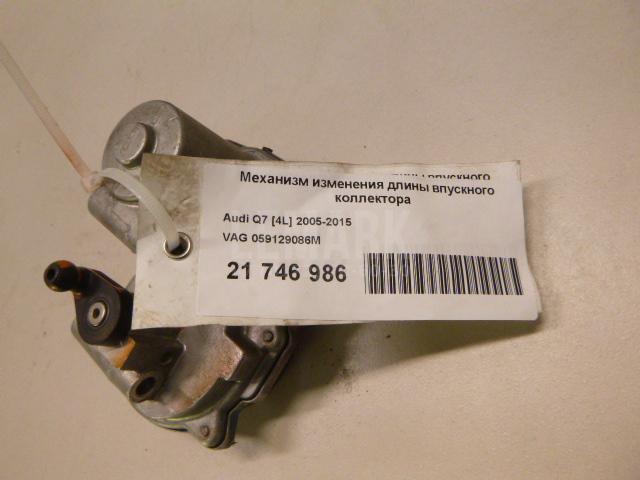 Механизм изменения длины впускного
коллектора
Audi Q7 [4L] 2005-2015
VAG 059129086M
21 746 986